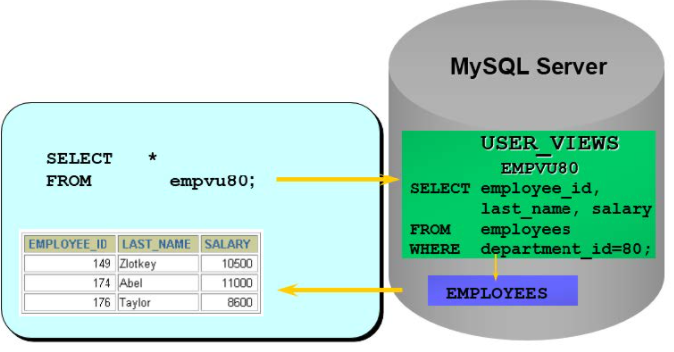 MySQL Server
SELECT *
FROM empvu80;
USER_VIEWS
EMPVU80
SELECT employee_id,
last_name, salary
FROM employees
WHERE department_id=80;
EMPLOYEES
EMPLOYEE_ID LAST_NAME SALARY
149 Zlotkey 10500
174 Abel 11000
176 Taylor 8600